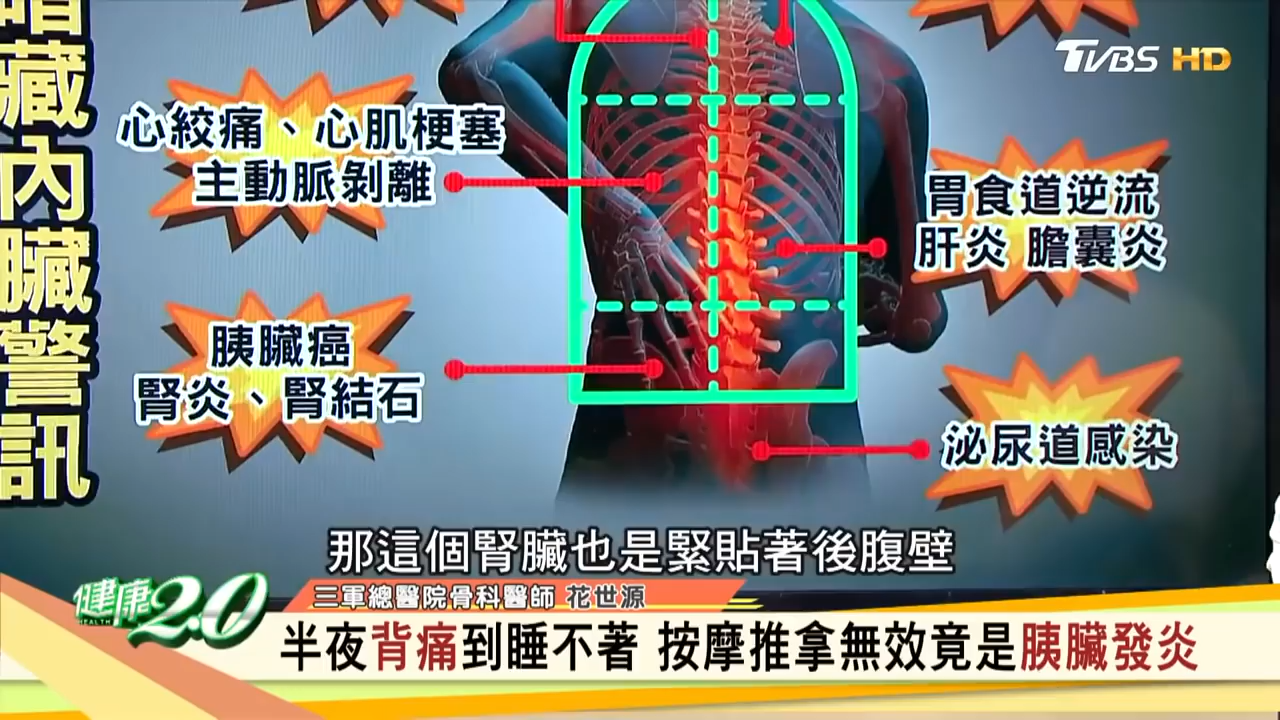 TVBS HD
藏內臟警訊
心絞痛、心肌梗塞
主動脈剝離
胃食道逆流
肝炎 膽囊炎
胰臟癌
腎炎、腎結石
泌尿道感染
那這個腎臟也是緊貼著後腹壁
健康2.0
HEALTH
三軍總醫院骨科醫師 花世源
半夜背痛到睡不著 按摩推拿無效竟是胰臟發炎